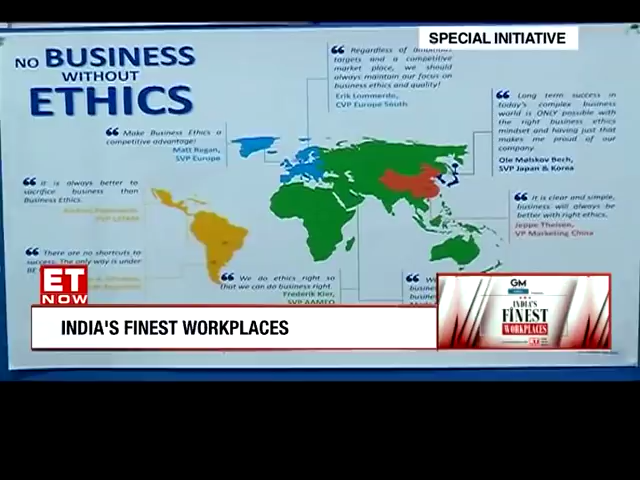 SPECIAL INITIATIVE
NO BUSINESS
WITHOUT
ETHICS
Regardless of ambitious
targets and a competitive
market place, we should
always maintain our focus on
business ethics and quality!
CVP Europe South
Make Business Ethics a
competitive advantage!
Matt Regan,
SVP Europe
Long term success in
today's complex business
world is ONLY possible with
the right business ethics
mindset and having just that
makes me proud of our
company.
Ole Mølskov Bech,
SVP Japan & Korea
It is always better to
sacrifice business than
Business Ethics.
It is clear and simple,
business will always be
better with right ethics.
Jeppe Theisen,
VP Marketing China
There are no shortcuts to
success. The only way is under
BE
We do ethics right so
that we can do business right.
Frederik Kier,
SVP AAMEO
ET
NOW
INDIA'S FINEST WORKPLACES
GM
INDIA'S
FINEST
WORKPLACES